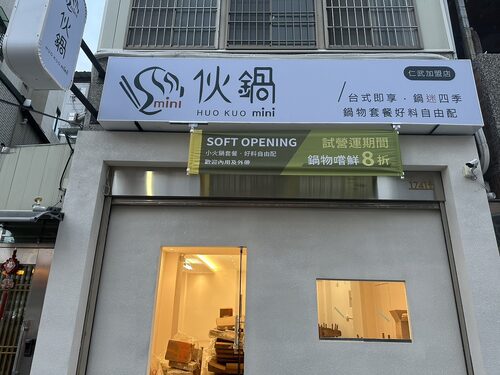 伙鍋
mini
仁武加盟店
mini
伙鍋
HUO KUO mini
台式即享·鍋迷四季
鍋物套餐好料自由配
SOFT OPENING
小火鍋套餐·好料自由配
歡迎內用及外帶
試營運期間
鍋物嚐鮮8折